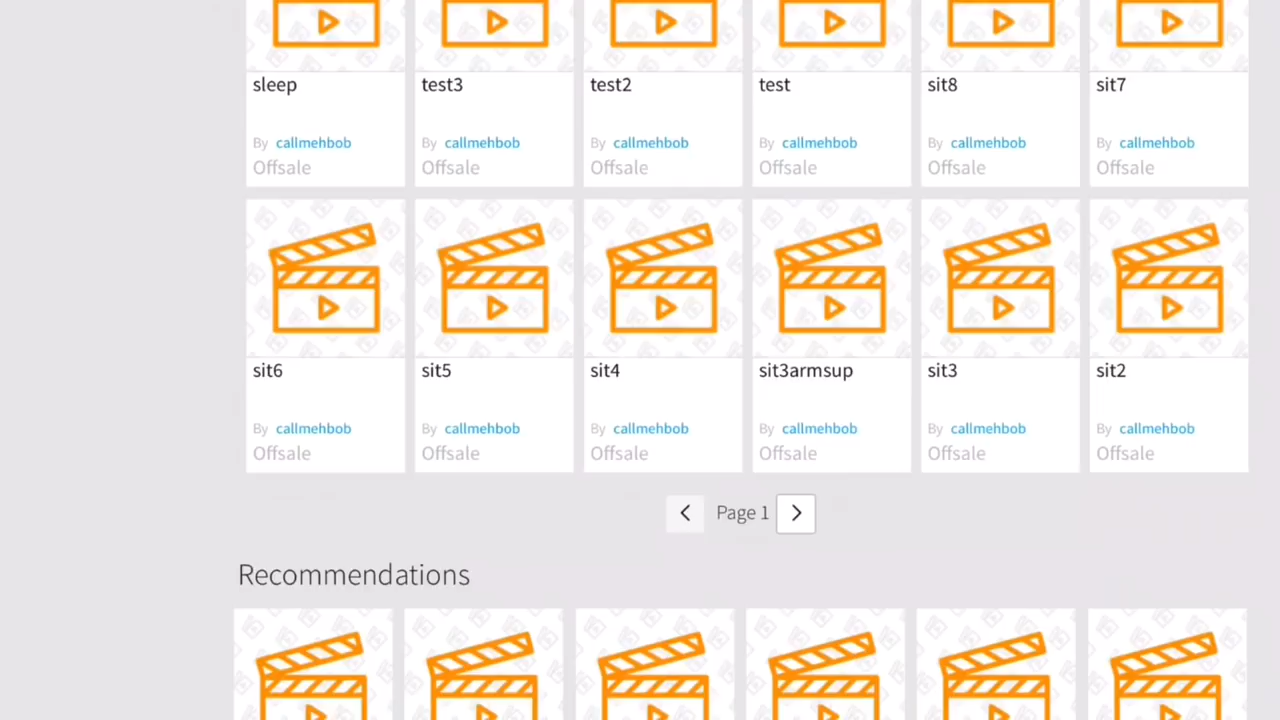 sleep test3 test2 test sit8 sit7
By callmehbob By callmehbob By callmehbob By callmehbob By callmehbob By callmehbob
Offsale Offsale Offsale Offsale Offsale Offsale
sit6 sit5 sit4 sit3armsup sit3 sit2
By callmehbob By callmehbob By callmehbob By callmehbob By callmehbob By callmehbob
Offsale Offsale Offsale Offsale Offsale Offsale
Page 1
Recommendations